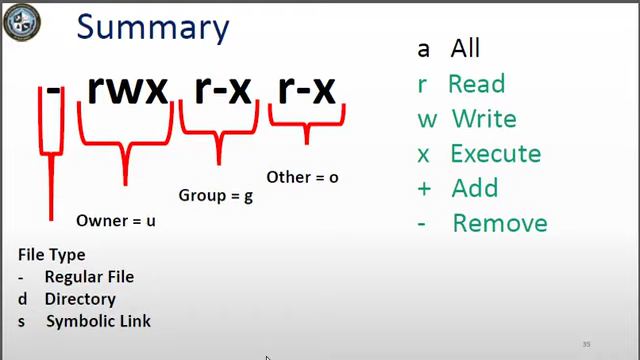 Summary
- rwx r-x r-x
Other = o
Group = g
Owner = u
File Type
- Regular File
d Directory
s Symbolic Link
a All
r Read
w Write
x Execute
+ Add
- Remove
35